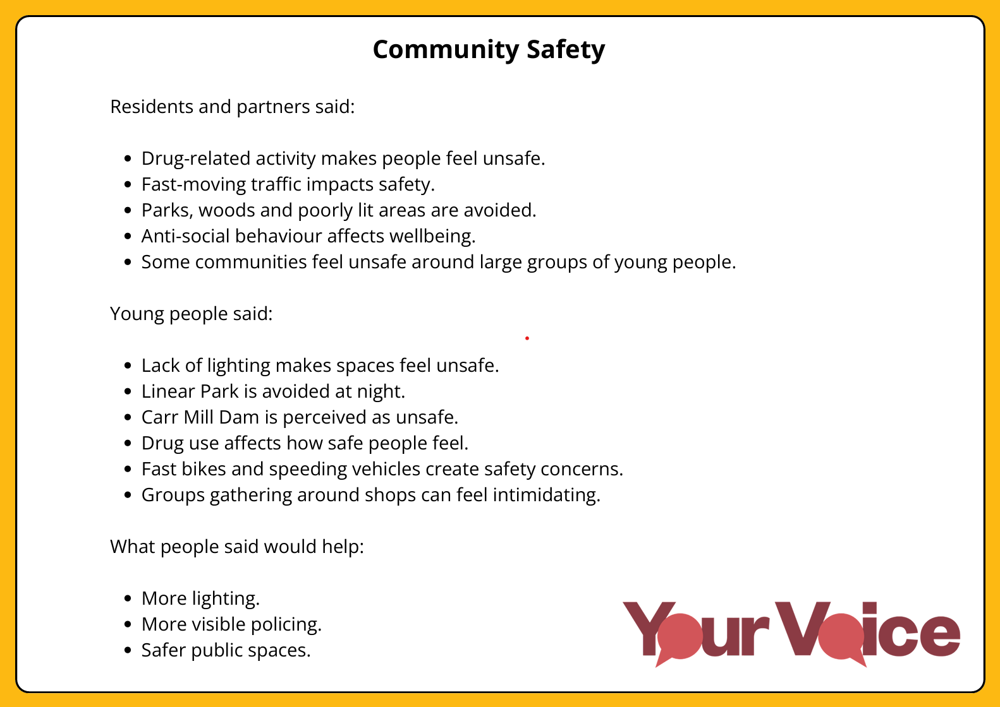 Community Safety
Residents and partners said:
• Drug-related activity makes people feel unsafe.
• Fast-moving traffic impacts safety.
• Parks, woods and poorly lit areas are avoided.
• Anti-social behaviour affects wellbeing.
• Some communities feel unsafe around large groups of young people.
Young people said:
• Lack of lighting makes spaces feel unsafe.
• Linear Park is avoided at night.
• Carr Mill Dam is perceived as unsafe.
• Drug use affects how safe people feel.
• Fast bikes and speeding vehicles create safety concerns.
• Groups gathering around shops can feel intimidating.
What people said would help:
• More lighting.
• More visible policing.
• Safer public spaces.
Your Voice